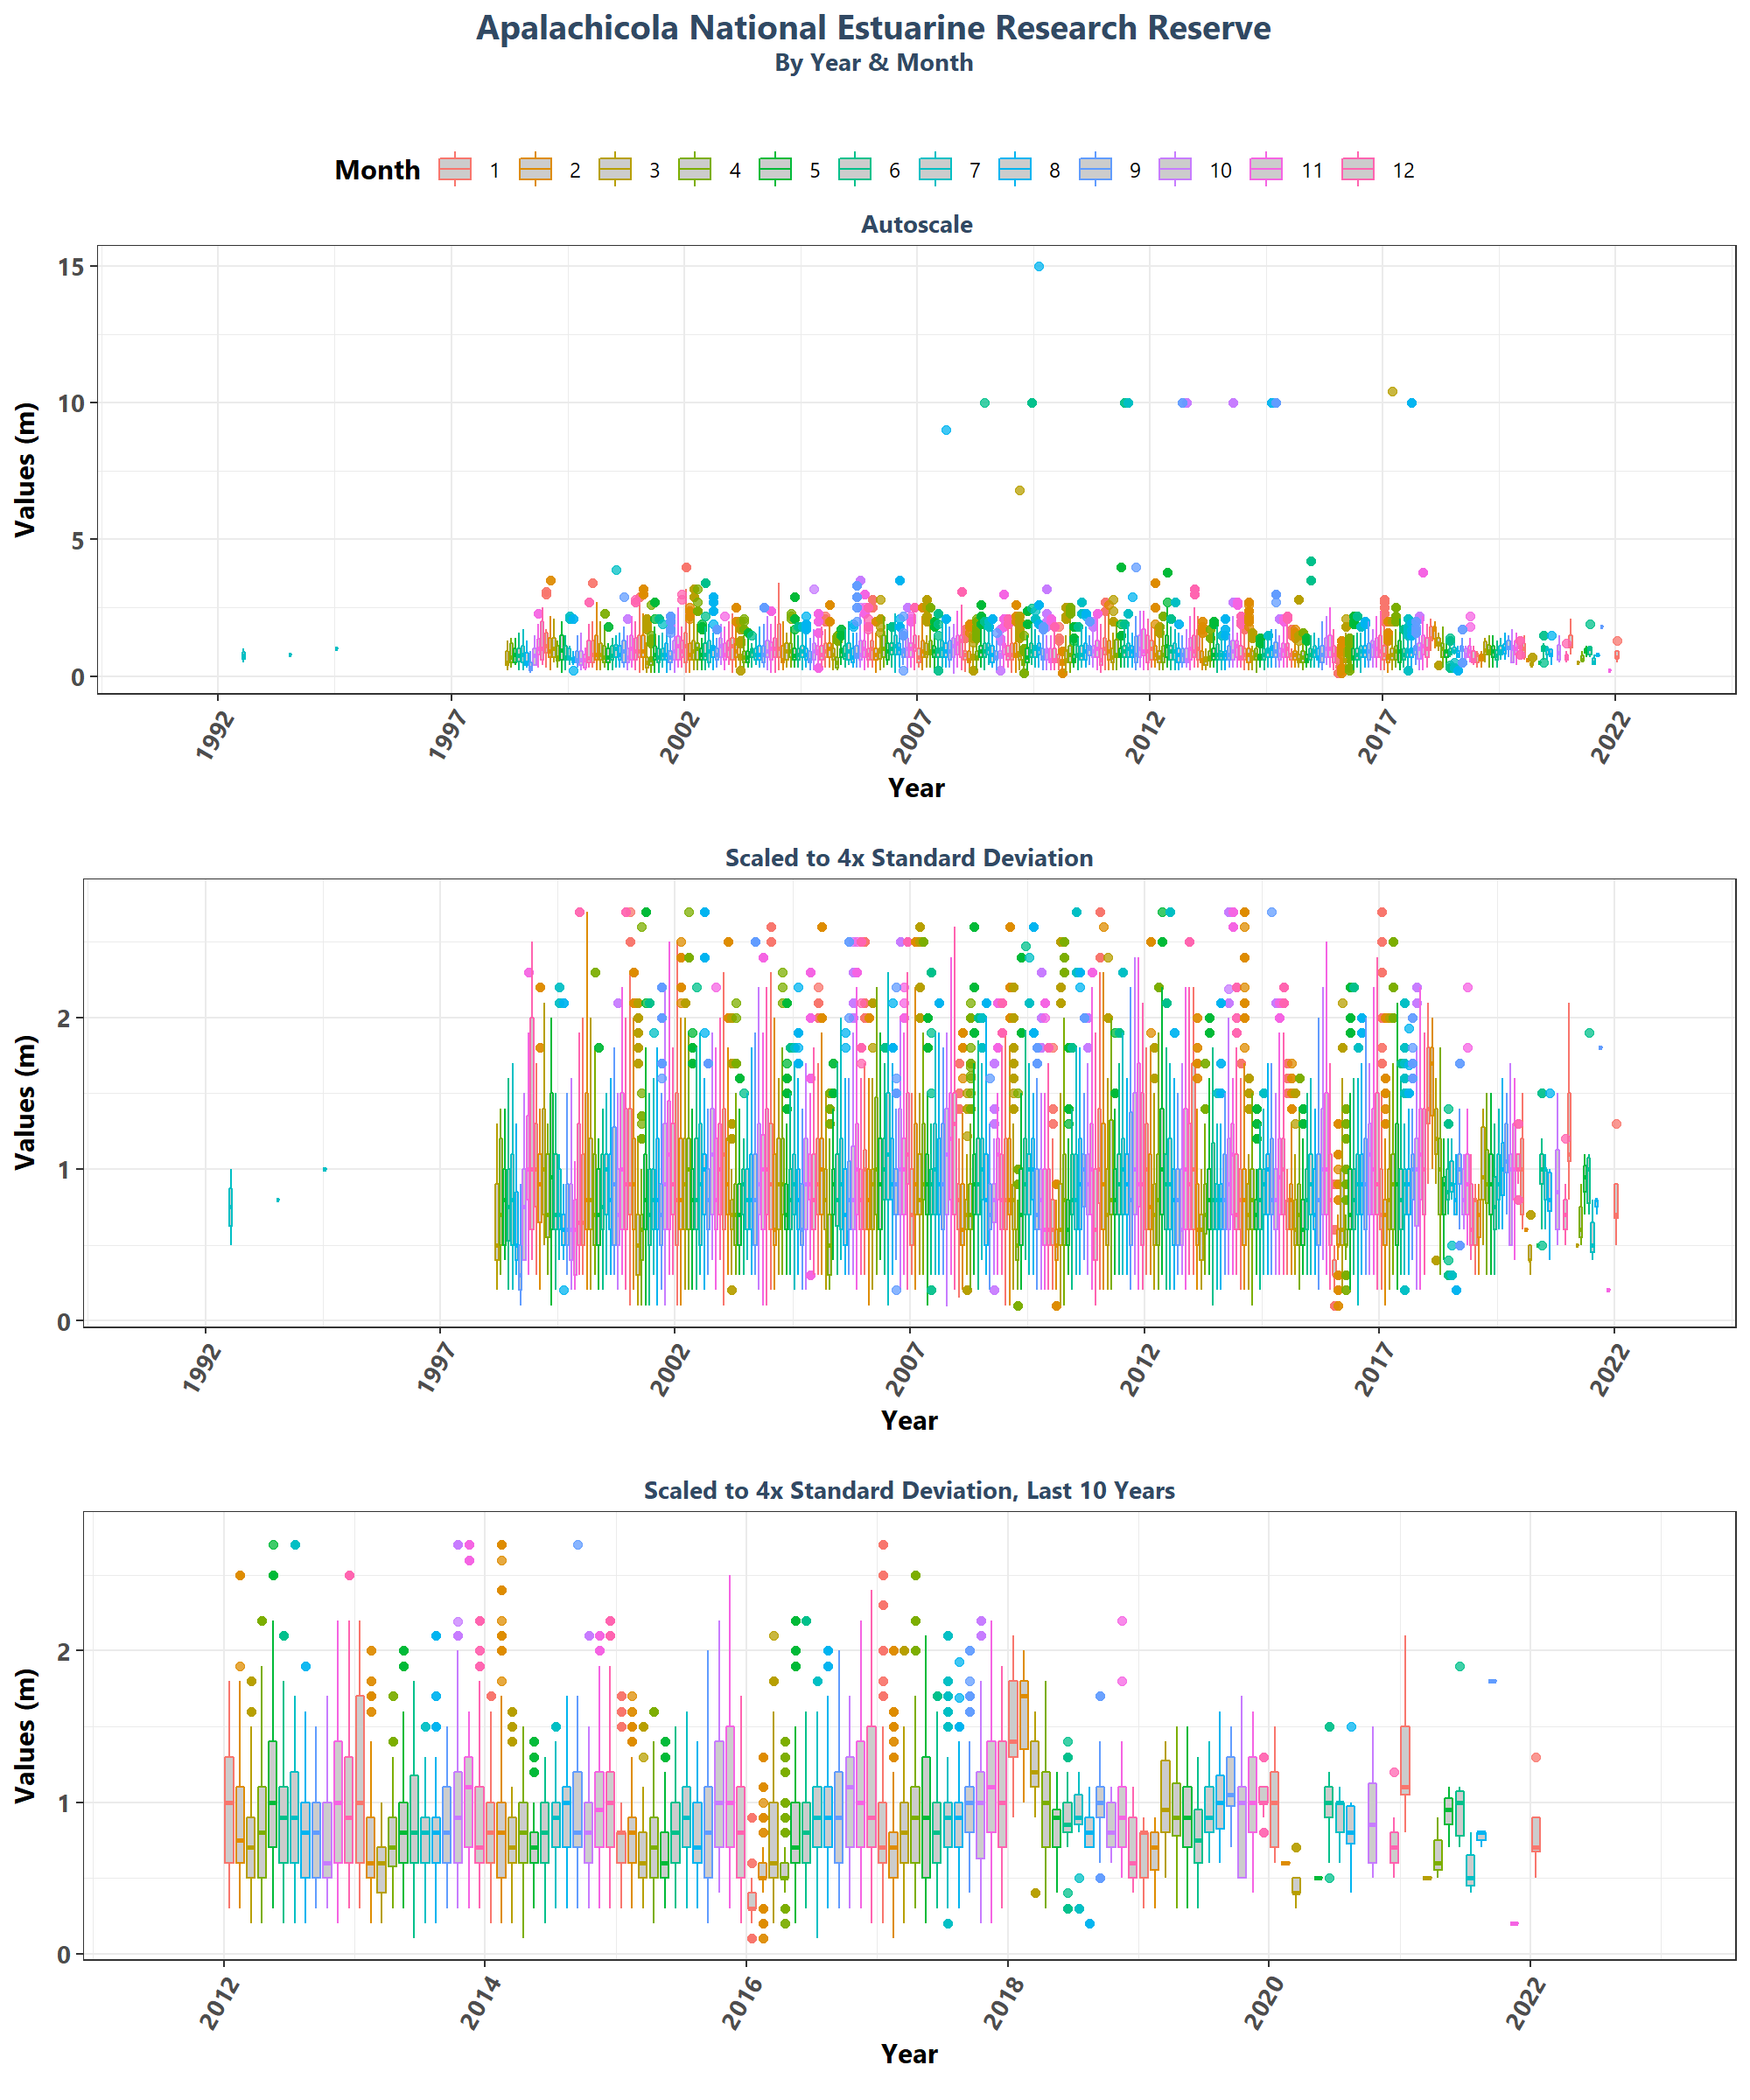 Apalachicola National Estuarine Research Reserve
By Year & Month
Month 1 2 3 4 5 6 7 8 9 10 11 12
Autoscale
Values (m)
15
10
5
0
1992 1997 2002 2007 2012 2017 2022
Year
Scaled to 4x Standard Deviation
Values (m)
2
1
0
1992 1997 2002 2007 2012 2017 2022
Year
Scaled to 4x Standard Deviation, Last 10 Years
Values (m)
2
1
0
2012 2014 2016 2018 2020 2022
Year